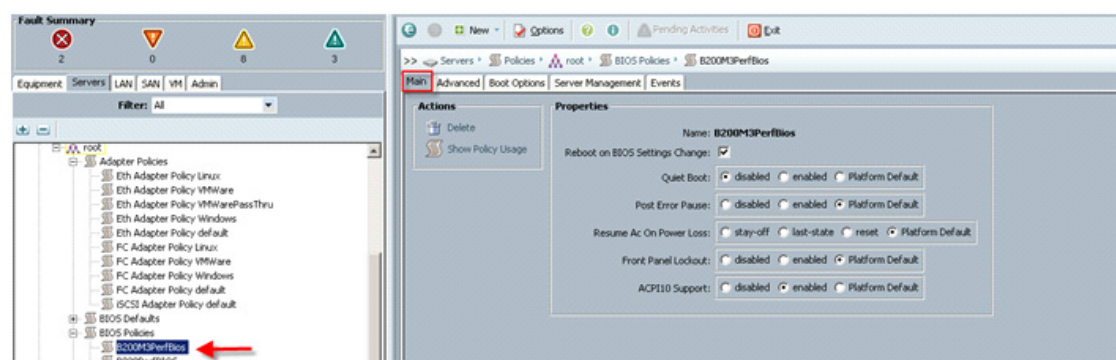 Fault Summary
2 0 8 3
Equipment Servers LAN SAN VM Admin
Filter: All
root
Adapter Policies
Eth Adapter Policy Linux
Eth Adapter Policy VMWare
Eth Adapter Policy VMWarePassThru
Eth Adapter Policy Windows
Eth Adapter Policy default
FC Adapter Policy Linux
FC Adapter Policy VMWare
FC Adapter Policy Windows
FC Adapter Policy default
iSCSI Adapter Policy default
BIOS Defaults
BIOS Policies
B200M3PerfBios
New Options Pending Activities Exit
>> Servers Policies root BIOS Policies B200M3PerfBios
Main Advanced Boot Options Server Management Events
Actions
Delete
Show Policy Usage
Properties
Name: B200M3PerfBios
Reboot on BIOS Settings Change:
Quiet Boot: disabled enabled Platform Default
Post Error Pause: disabled enabled Platform Default
Resume Ac On Power Loss: stay-off last-state reset Platform Default
Front Panel Lockout: disabled enabled Platform Default
ACPI10 Support: disabled enabled Platform Default